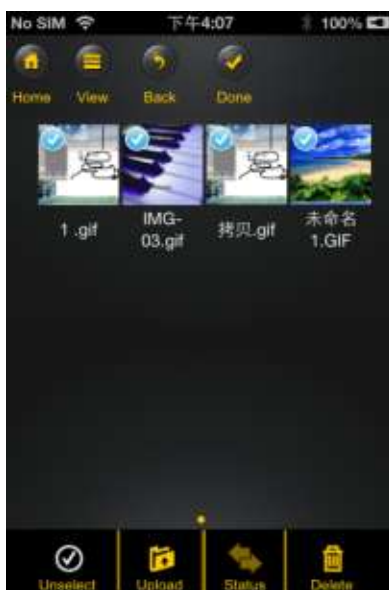 No SIM 下午4:07 100%
Home View Back Done
1 .gif IMG-03.gif 拷贝.gif 未命名1.GIF
Unselect Upload Status Delete